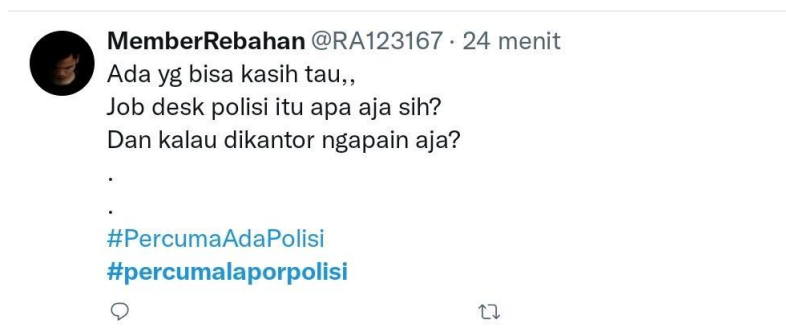 MemberRebahan @RA123167 · 24 menit
Ada yg bisa kasih tau,,
Job desk polisi itu apa aja sih?
Dan kalau dikantor ngapain aja?
.
.
#PercumaAdaPolisi
#percumalaporpolisi